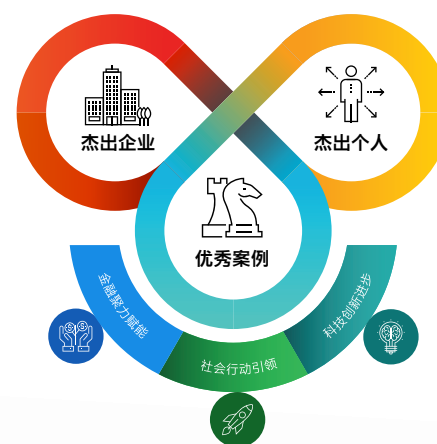 杰出企业
杰出个人
优秀案例
金融聚力赋能
社会行动引领
科技创新进步